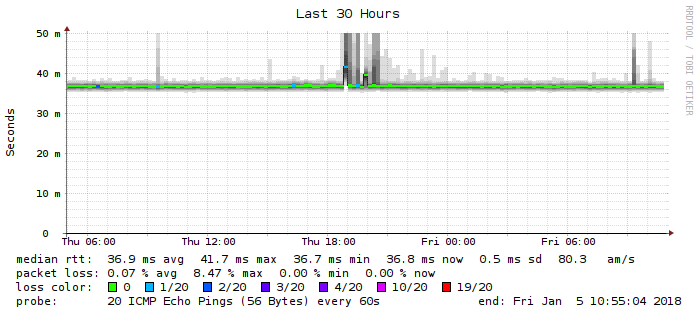 Last 30 Hours
RRDTOOL / TOBI OETIKER
Seconds
50 m
40 m
30 m
20 m
10 m
0
Thu 06:00 Thu 12:00 Thu 18:00 Fri 00:00 Fri 06:00
median rtt: 36.9 ms avg 41.7 ms max 36.7 ms min 36.8 ms now 0.5 ms sd 80.3 am/s
packet loss: 0.07 % avg 8.47 % max 0.00 % min 0.00 % now
loss color: 0 1/20 2/20 3/20 4/20 10/20 19/20
probe: 20 ICMP Echo Pings (56 Bytes) every 60s end: Fri Jan 5 10:55:04 2018